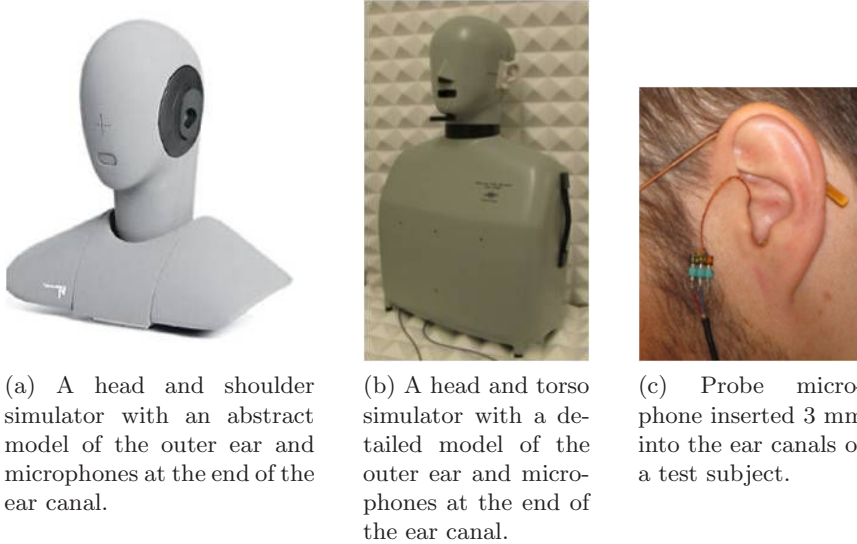 (a) A head and shoulder
simulator with an abstract
model of the outer ear and
microphones at the end of the
ear canal.
(b) A head and torso
simulator with a de-
tailed model of the
outer ear and micro-
phones at the end of
the ear canal.
(c) Probe micro-
phone inserted 3 mm
into the ear canals o
a test subject.